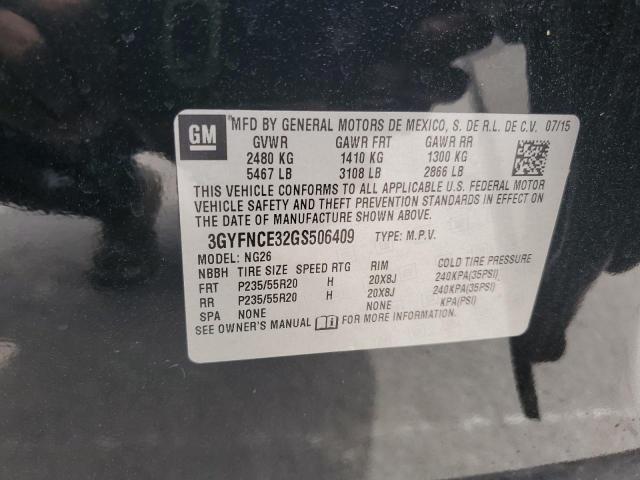 GM MFD BY GENERAL MOTORS DE MEXICO, S. DE R.L. DE C.V. 07/15
GVWR GAWR FRT GAWR RR
2480 KG 1410 KG 1300 KG
5467 LB 3108 LB 2866 LB
THIS VEHICLE CONFORMS TO ALL APPLICABLE U.S. FEDERAL MOTOR
VEHICLE SAFETY AND THEFT PREVENTION STANDARDS IN EFFECT ON
THE DATE OF MANUFACTURE SHOWN ABOVE.
3GYFNCE32GS506409 TYPE: M.P.V.
MODEL: NG26
NBBH TIRE SIZE SPEED RTG RIM COLD TIRE PRESSURE
FRT P235/55R20 H 20X8J 240KPA(35PSI)
RR P235/55R20 H 20X8J 240KPA(35PSI)
SPA NONE NONE KPA(PSI)
SEE OWNER'S MANUAL FOR MORE INFORMATION.